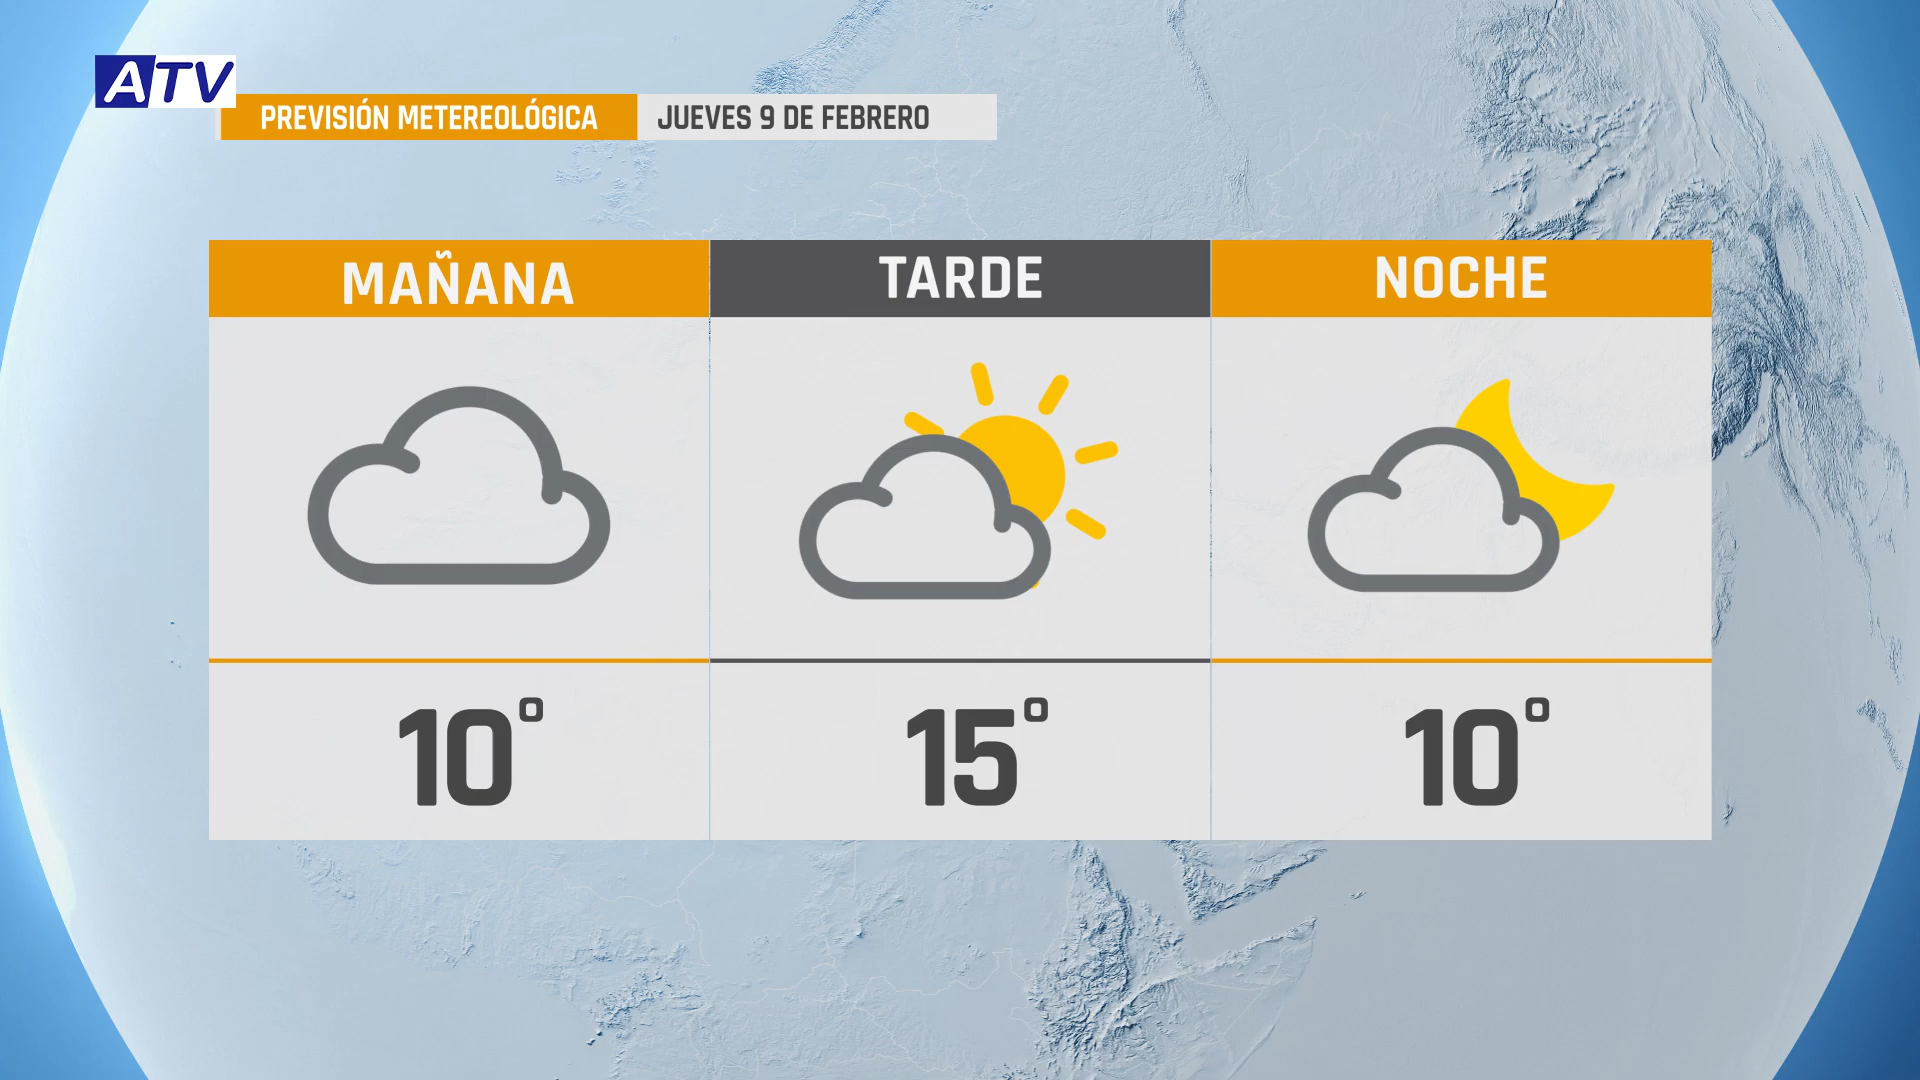 ATV
PREVISIÓN METEREOLÓGICA JUEVES 9 DE FEBRERO
MAÑANA TARDE NOCHE
10° 15° 10°